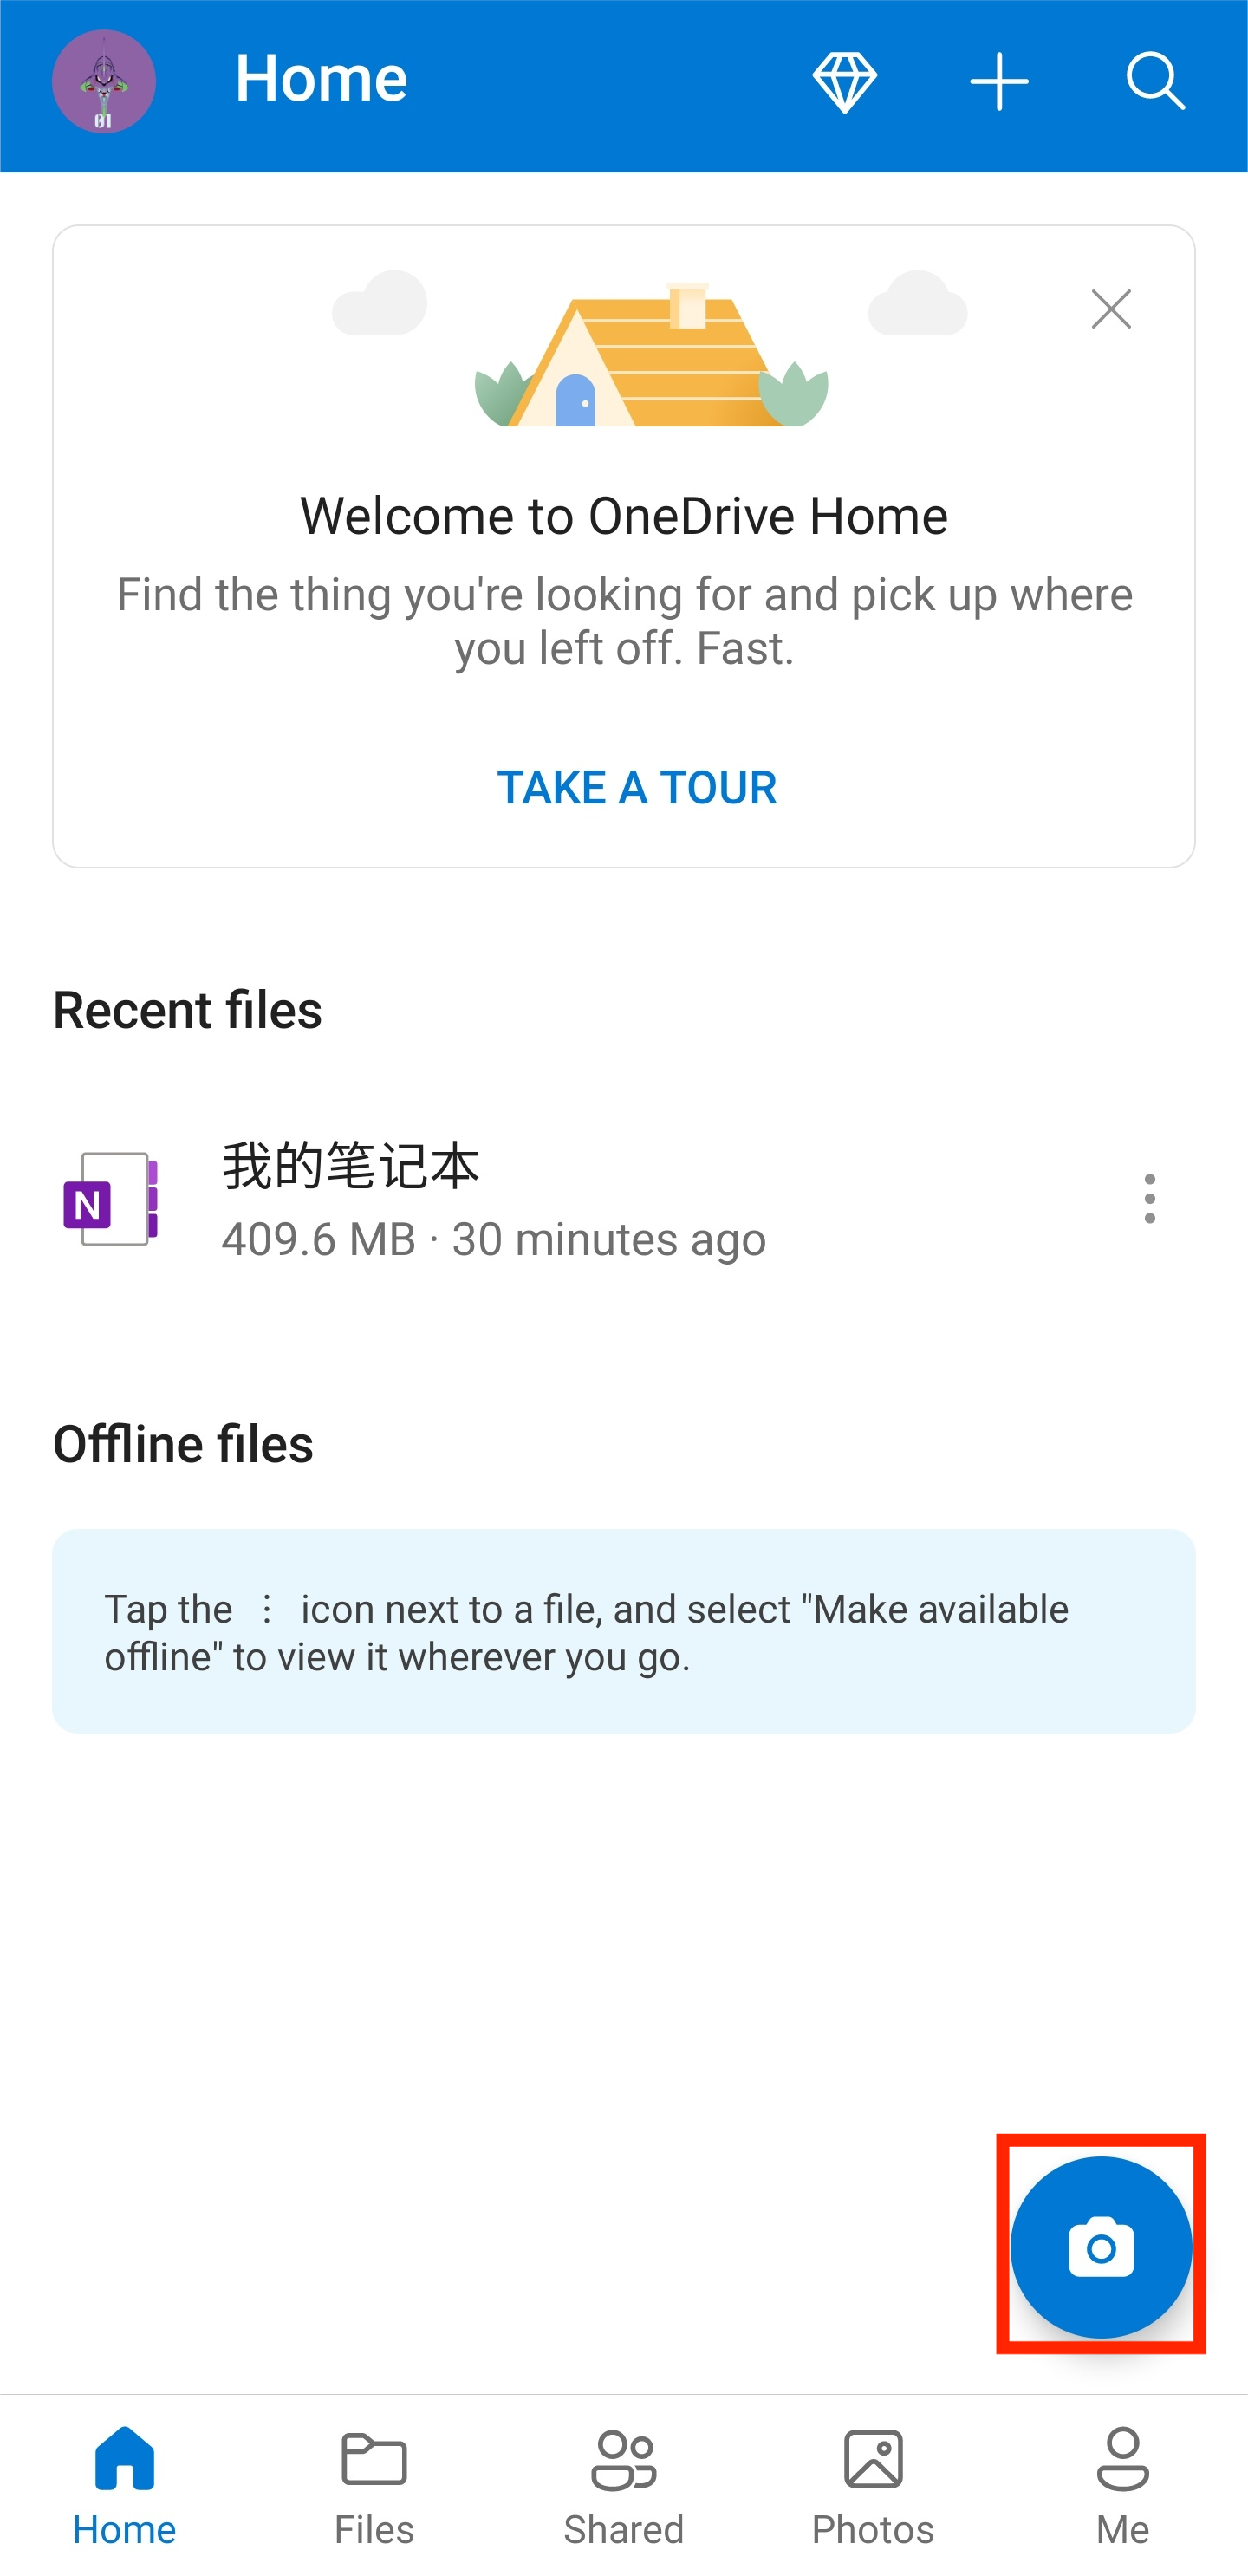 01
Home
Welcome to OneDrive Home
Find the thing you're looking for and pick up where
you left off. Fast.
TAKE A TOUR
Recent files
N
我的笔记本
409.6 MB · 30 minutes ago
Offline files
Tap the ⋮ icon next to a file, and select "Make available
offline" to view it wherever you go.
Home
Files
Shared
Photos
Me